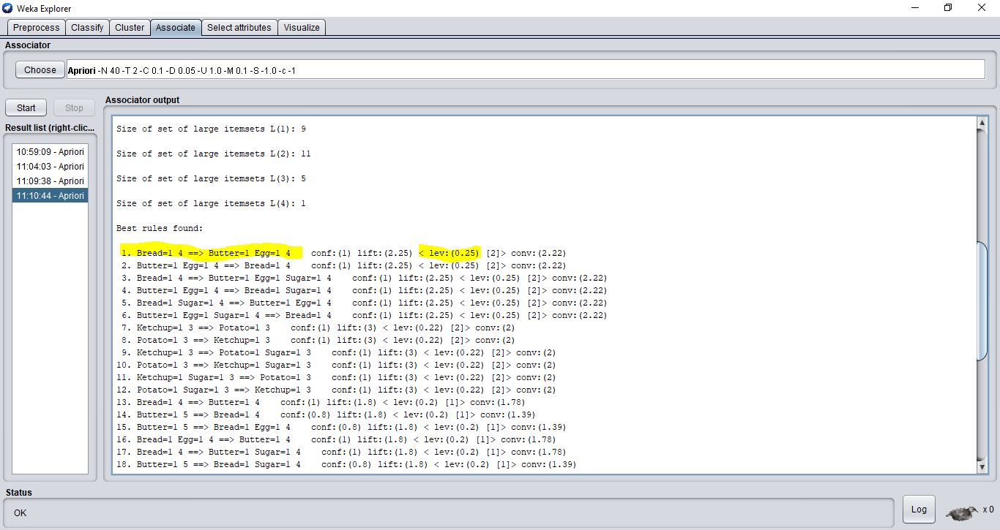 Weka Explorer
Preprocess Classify Cluster Associate Select attributes Visualize
Associator
Choose Apriori -N 40 -T 2 -C 0.1 -D 0.05 -U 1.0 -M 0.1 -S -1.0 -c -1
Start Stop
Result list (right-clic...
10:59:09 - Apriori
11:04:03 - Apriori
11:09:38 - Apriori
11:10:44 - Apriori
Associator output
Size of set of large itemsets L(1): 9
Size of set of large itemsets L(2): 11
Size of set of large itemsets L(3): 5
Size of set of large itemsets L(4): 1
Best rules found:
1. Bread=1 4 ==> Butter=1 Egg=1 4 conf:(1) lift:(2.25) < lev:(0.25) [2]> conv:(2.22)
2. Butter=1 Egg=1 4 ==> Bread=1 4 conf:(1) lift:(2.25) < lev:(0.25) [2]> conv:(2.22)
3. Bread=1 4 ==> Butter=1 Egg=1 Sugar=1 4 conf:(1) lift:(2.25) < lev:(0.25) [2]> conv:(2.22)
4. Butter=1 Egg=1 4 ==> Bread=1 Sugar=1 4 conf:(1) lift:(2.25) < lev:(0.25) [2]> conv:(2.22)
5. Bread=1 Sugar=1 4 ==> Butter=1 Egg=1 4 conf:(1) lift:(2.25) < lev:(0.25) [2]> conv:(2.22)
6. Butter=1 Egg=1 Sugar=1 4 ==> Bread=1 4 conf:(1) lift:(2.25) < lev:(0.25) [2]> conv:(2.22)
7. Ketchup=1 3 ==> Potato=1 3 conf:(1) lift:(3) < lev:(0.22) [2]> conv:(2)
8. Potato=1 3 ==> Ketchup=1 3 conf:(1) lift:(3) < lev:(0.22) [2]> conv:(2)
9. Ketchup=1 3 ==> Potato=1 Sugar=1 3 conf:(1) lift:(3) < lev:(0.22) [2]> conv:(2)
10. Potato=1 3 ==> Ketchup=1 Sugar=1 3 conf:(1) lift:(3) < lev:(0.22) [2]> conv:(2)
11. Ketchup=1 Sugar=1 3 ==> Potato=1 3 conf:(1) lift:(3) < lev:(0.22) [2]> conv:(2)
12. Potato=1 Sugar=1 3 ==> Ketchup=1 3 conf:(1) lift:(3) < lev:(0.22) [2]> conv:(2)
13. Bread=1 4 ==> Butter=1 4 conf:(1) lift:(1.8) < lev:(0.2) [1]> conv:(1.78)
14. Butter=1 5 ==> Bread=1 4 conf:(0.8) lift:(1.8) < lev:(0.2) [1]> conv:(1.39)
15. Butter=1 5 ==> Bread=1 Egg=1 4 conf:(0.8) lift:(1.8) < lev:(0.2) [1]> conv:(1.39)
16. Bread=1 Egg=1 4 ==> Butter=1 4 conf:(1) lift:(1.8) < lev:(0.2) [1]> conv:(1.78)
17. Bread=1 4 ==> Butter=1 Sugar=1 4 conf:(1) lift:(1.8) < lev:(0.2) [1]> conv:(1.78)
18. Butter=1 5 ==> Bread=1 Sugar=1 4 conf:(0.8) lift:(1.8) < lev:(0.2) [1]> conv:(1.39)
Status
OK
Log x 0